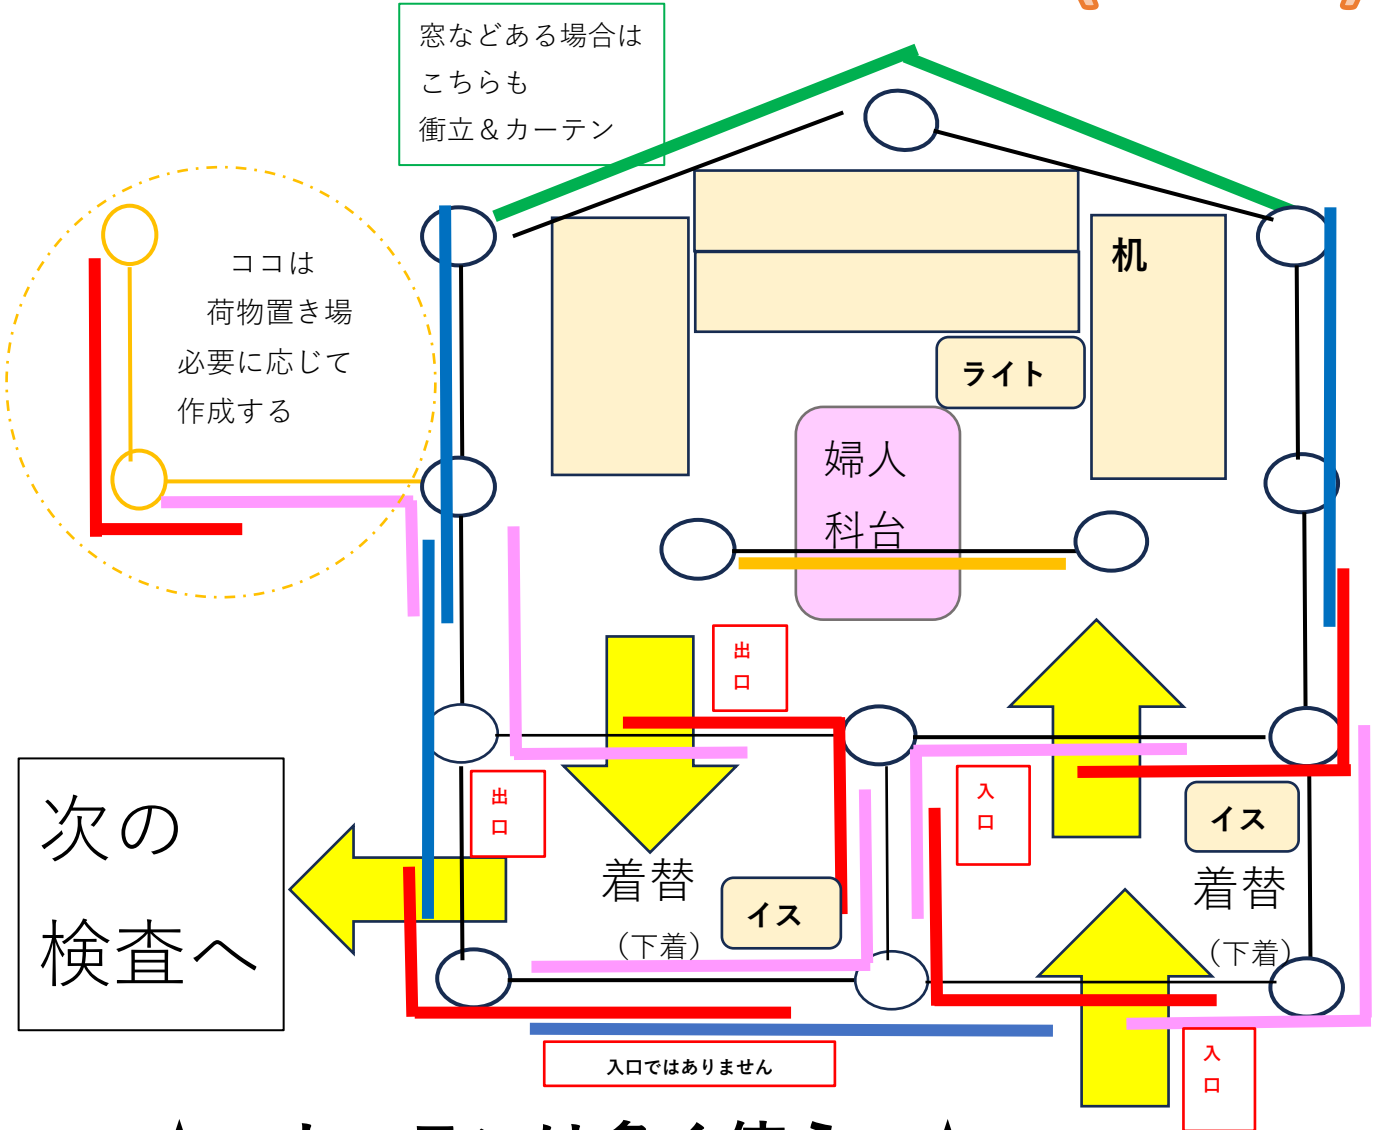 窓などある場合は
こちらも
衝立＆カーテン
ココは
荷物置き場
必要に応じて
作成する
机
ライト
婦人
科台
出
口
出
口
入
口
イス
着替
（下着）
イス
着替
（下着）
次の
検査へ
入口ではありません
入
口